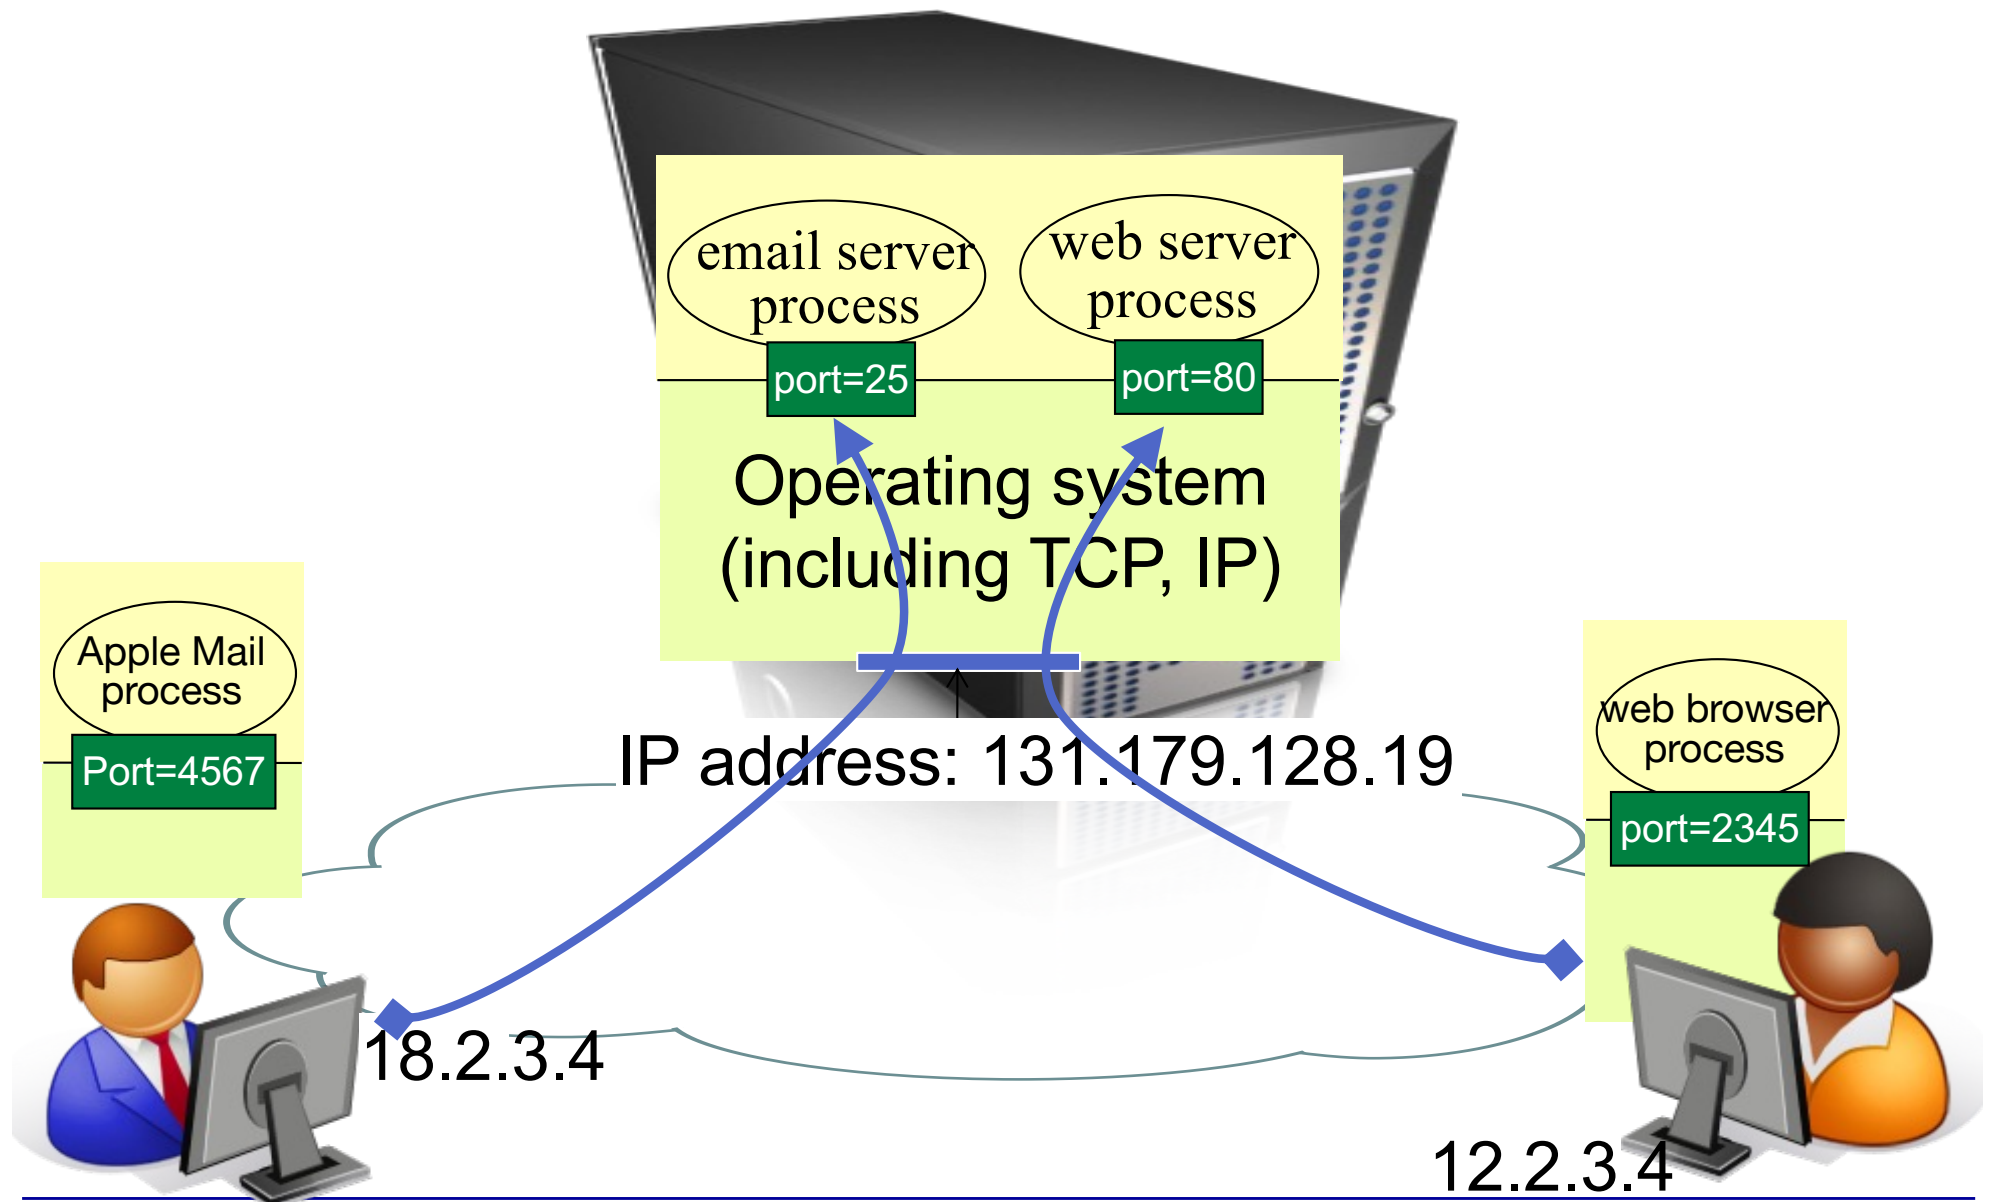 email server
process
web server
process
port=25
port=80
Operating system
(including TCP, IP)
Apple Mail
process
Port=4567
web browser
process
port=2345
IP address: 131.179.128.19
18.2.3.4
12.2.3.4